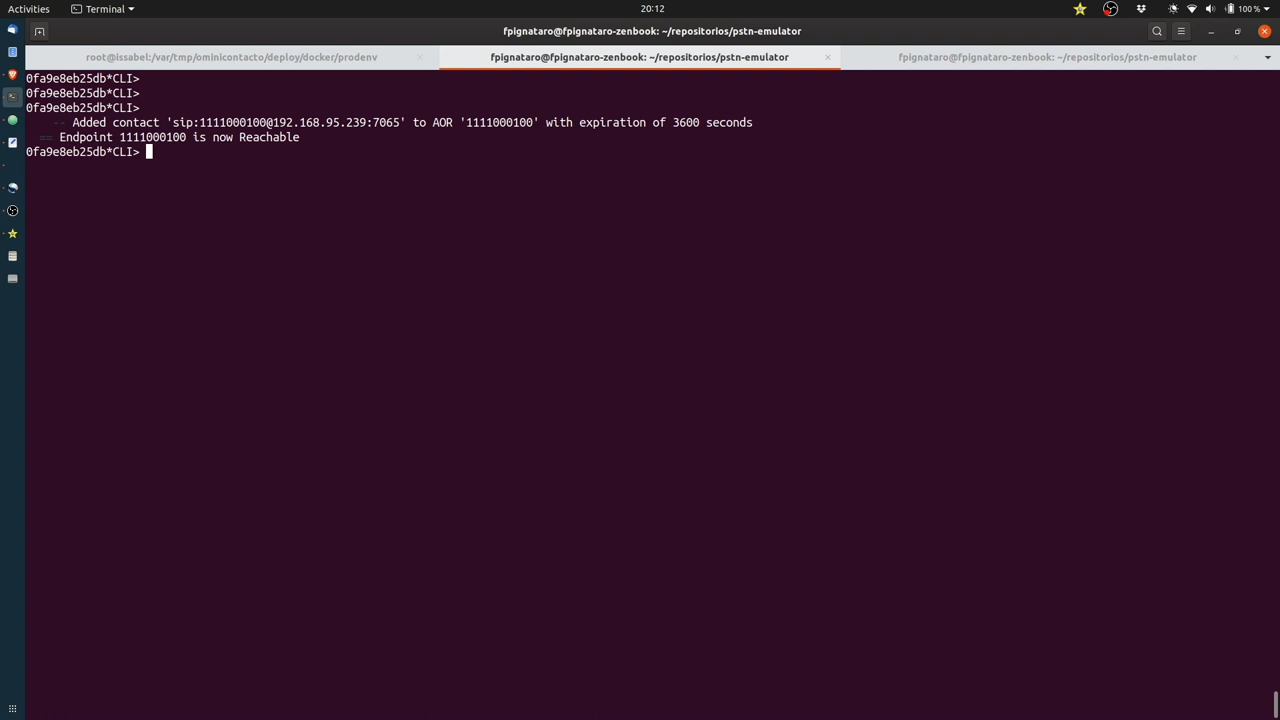 Activities
Terminal
20:12
100 %
fpignataro@fpignataro-zenbook: ~/repositorios/pstn-emulator
root@issabel:/var/tmp/ominicontacto/deploy/docker/prodenv
fpignataro@fpignataro-zenbook: ~/repositorios/pstn-emulator
fpignataro@fpignataro-zenbook: ~/repositorios/pstn-emulator
0fa9e8eb25db*CLI>
0fa9e8eb25db*CLI>
0fa9e8eb25db*CLI>
-- Added contact 'sip:1111000100@192.168.95.239:7065' to AOR '1111000100' with expiration of 3600 seconds
== Endpoint 1111000100 is now Reachable
0fa9e8eb25db*CLI>